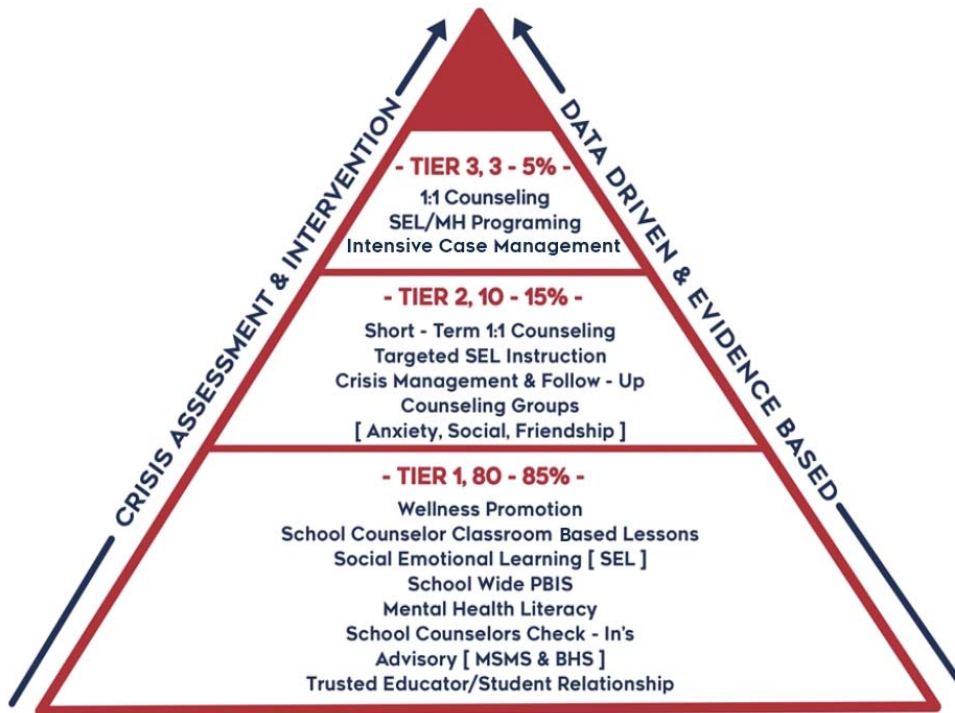 CRISIS ASSESSMENT & INTERVENTION
DATA DRIVEN & EVIDENCE BASED
- TIER 3, 3 - 5% -
1:1 Counseling
SEL/MH Programing
Intensive Case Management
- TIER 2, 10 - 15% -
Short - Term 1:1 Counseling
Targeted SEL Instruction
Crisis Management & Follow - Up
Counseling Groups
[ Anxiety, Social, Friendship ]
- TIER 1, 80 - 85% -
Wellness Promotion
School Counselor Classroom Based Lessons
Social Emotional Learning [ SEL ]
School Wide PBIS
Mental Health Literacy
School Counselors Check - In's
Advisory [ MSMS & BHS ]
Trusted Educator/Student Relationship